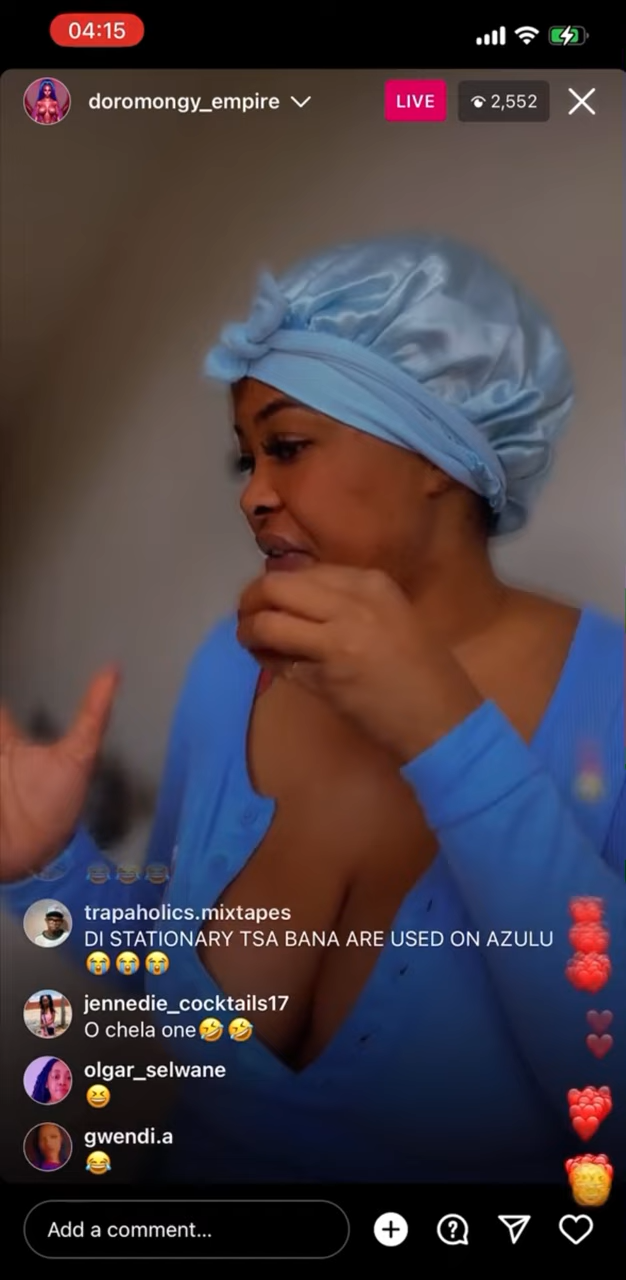 04:15
doromongy_empire
LIVE
2,552
trapaholics.mixtapes
DI STATIONARY TSA BANA ARE USED ON AZULU
😭😭😭
jennedie_cocktails17
O chela one🤣🤣
olgar_selwane
😆
gwendi.a
😂
Add a comment...